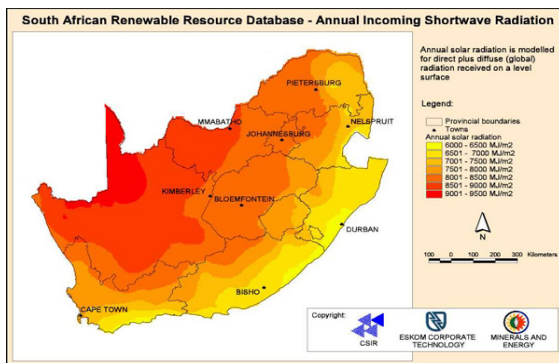 South African Renewable Resource Database - Annual Incoming Shortwave Radiation
Annual solar radiation is modelled
for direct plus diffuse (global)
radiation received on a level
surface
Legend:
Provincial boundaries
Towns
Annual solar radiation
6000 - 6500 MJ/m2
6501 - 7000 MJ/m2
7001 - 7500 MJ/m2
7501 - 8000 MJ/m2
8001 - 8500 MJ/m2
8501 - 9000 MJ/m2
9001 - 9500 MJ/m2
N
100 0 100 200 300 Kilometers
PIETERSBURG
MMABATHO
NELSPRUIT
JOHANNESBURG
KIMBERLEY
BLOEMFONTEIN
DURBAN
BISHO
CAPE TOWN
Copyright:
CSIR
ESKOM CORPORATE
TECHNOLOGY
MINERALS AND
ENERGY